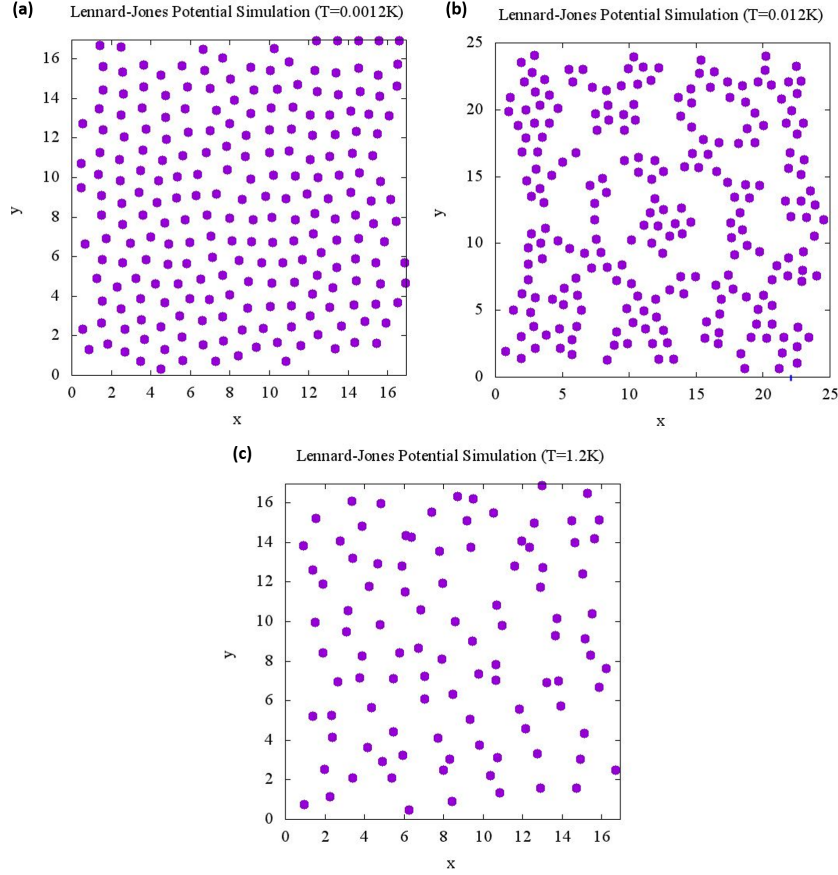 (a)
Lennard-Jones Potential Simulation (T=0.0012K)
16
14
12
10
8
6
4
2
0
y
0 2 4 6 8 10 12 14 16
x
(b)
Lennard-Jones Potential Simulation (T=0.012K)
25
20
15
10
5
0
y
0 5 10 15 20 25
x
(c)
Lennard-Jones Potential Simulation (T=1.2K)
16
14
12
10
8
6
4
2
0
y
0 2 4 6 8 10 12 14 16
x